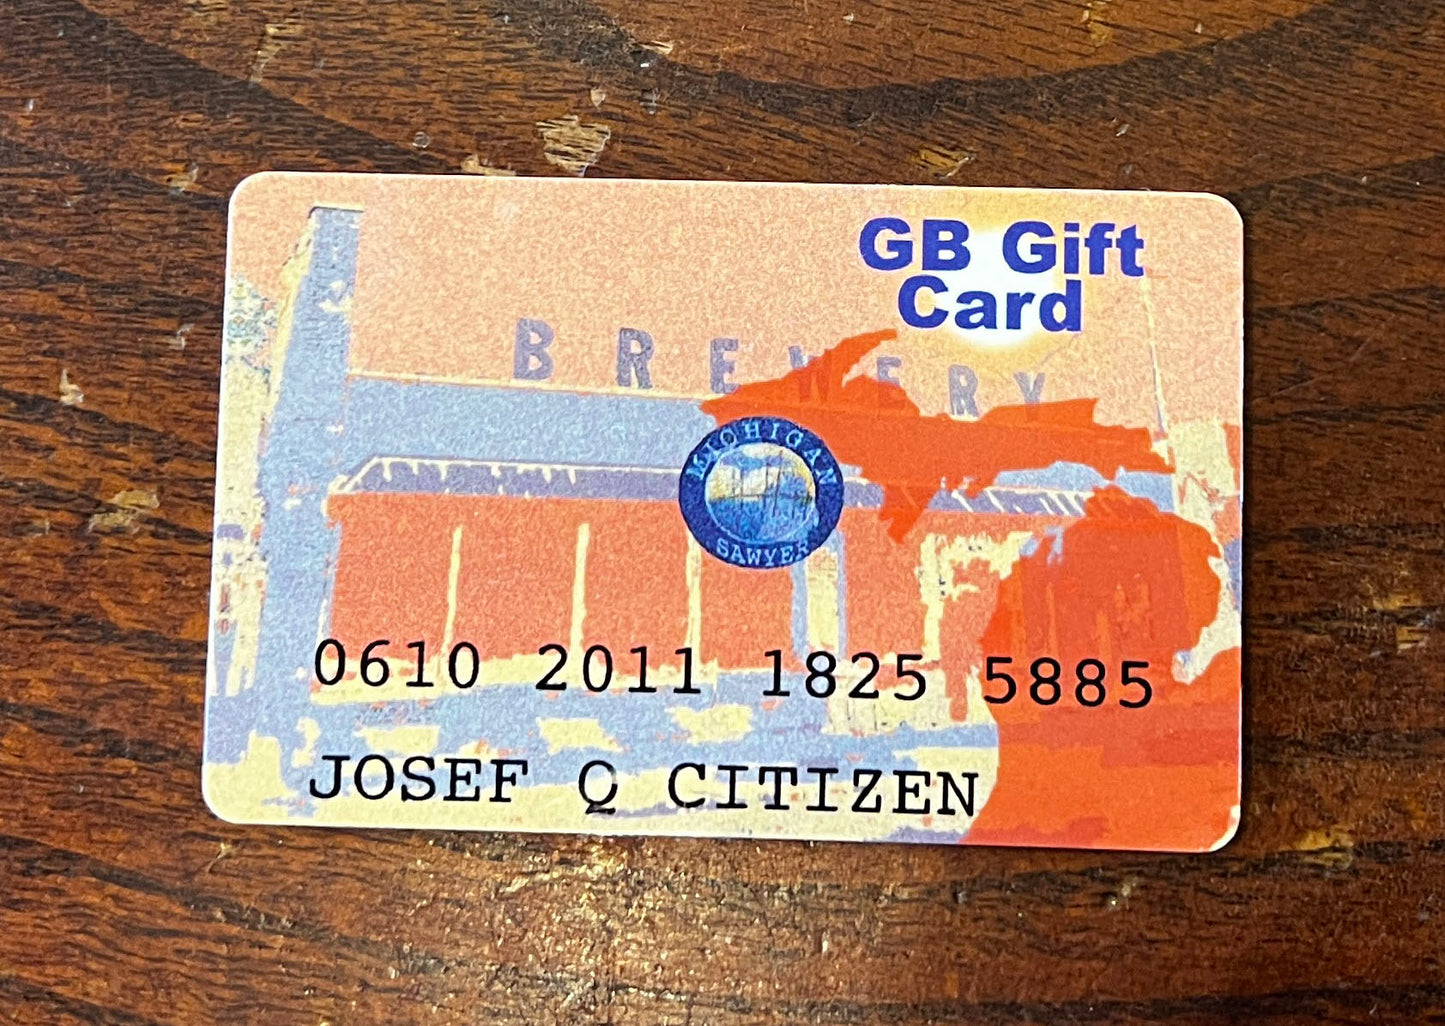 GB Gift
Card
BREWERY
MICHIGAN
SAWYER
0610 2011 1825 5885
JOSEF Q CITIZEN